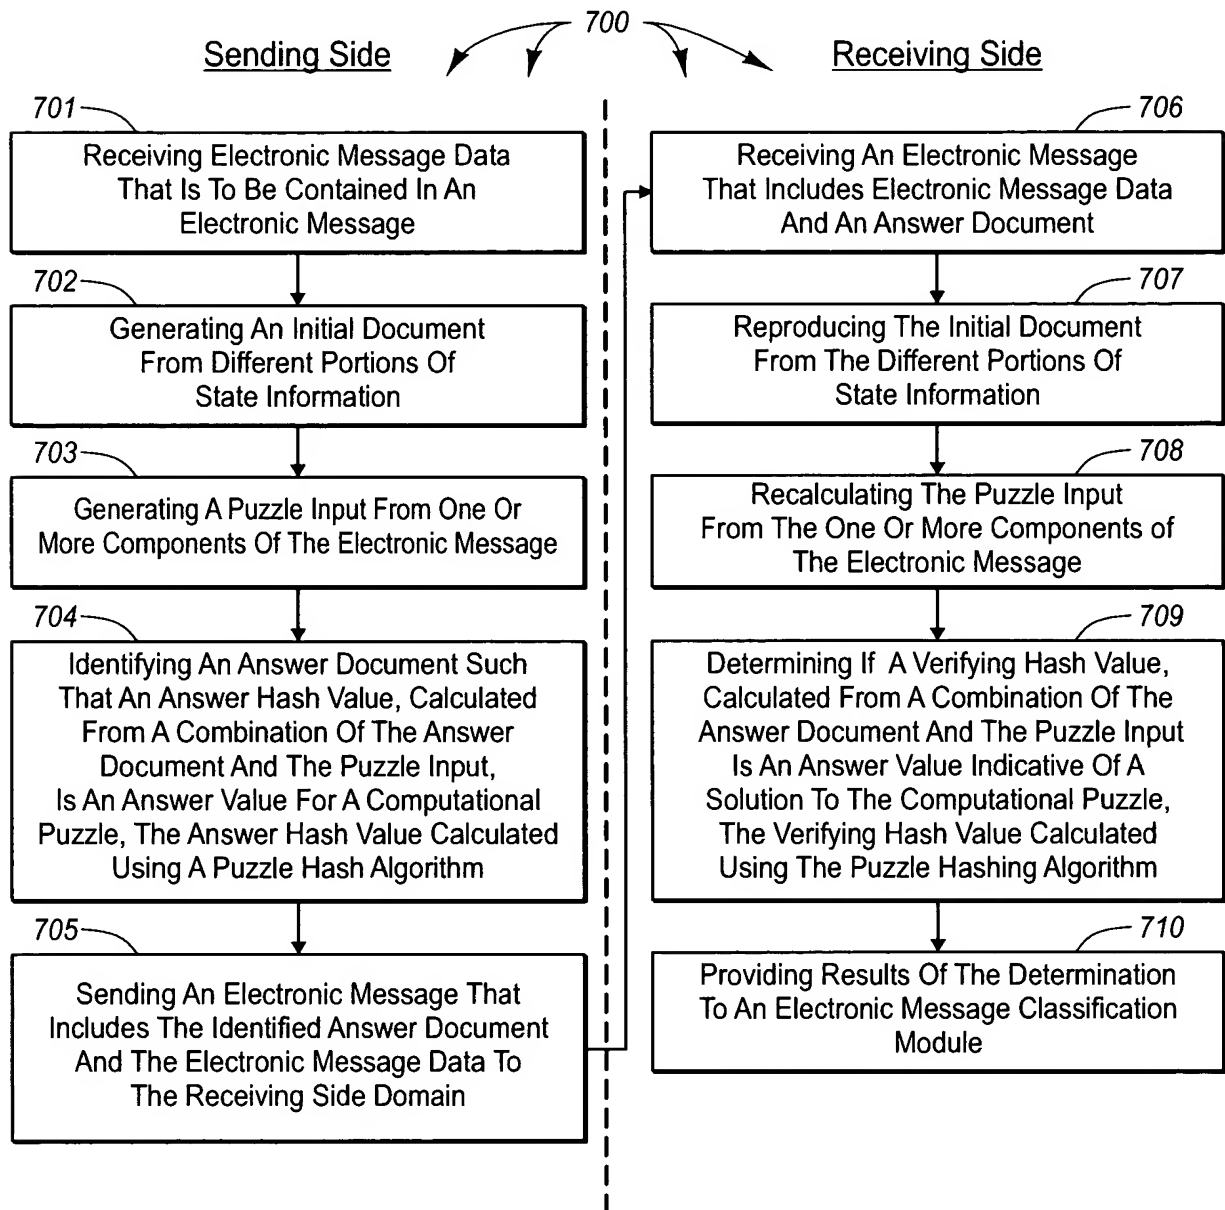 700
Sending Side
Receiving Side
701
Receiving Electronic Message Data
That Is To Be Contained In An
Electronic Message
702
Generating An Initial Document
From Different Portions Of
State Information
703
Generating A Puzzle Input From One Or
More Components Of The Electronic Message
704
Identifying An Answer Document Such
That An Answer Hash Value, Calculated
From A Combination Of The Answer
Document And The Puzzle Input,
Is An Answer Value For A Computational
Puzzle, The Answer Hash Value Calculated
Using A Puzzle Hash Algorithm
705
Sending An Electronic Message That
Includes The Identified Answer Document
And The Electronic Message Data To
The Receiving Side Domain
706
Receiving An Electronic Message
That Includes Electronic Message Data
And An Answer Document
707
Reproducing The Initial Document
From The Different Portions Of
State Information
708
Recalculating The Puzzle Input
From The One Or More Components of
The Electronic Message
709
Determining If A Verifying Hash Value,
Calculated From A Combination Of The
Answer Document And The Puzzle Input
Is An Answer Value Indicative Of A
Solution To The Computational Puzzle,
The Verifying Hash Value Calculated
Using The Puzzle Hashing Algorithm
710
Providing Results Of The Determination
To An Electronic Message Classification
Module